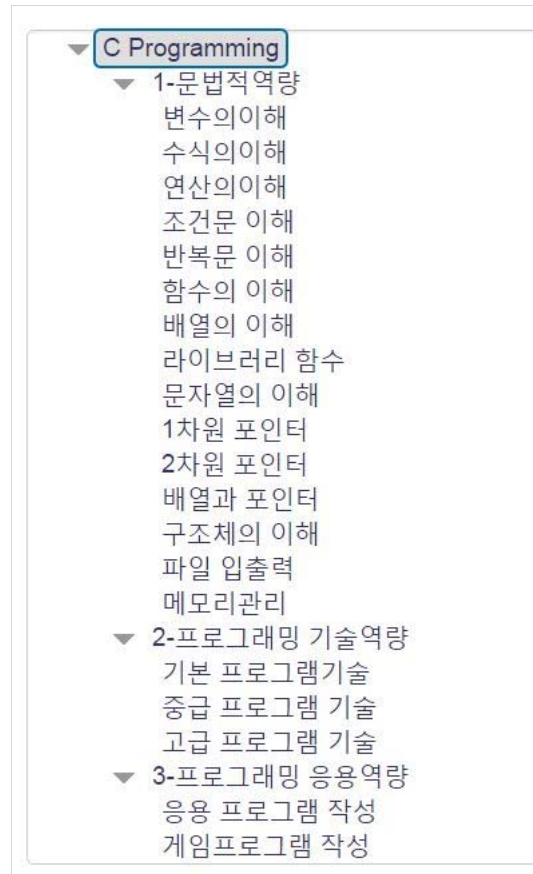 C Programming
1-문법적역량
변수의이해
수식의이해
연산의이해
조건문 이해
반복문 이해
함수의 이해
배열의 이해
라이브러리 함수
문자열의 이해
1차원 포인터
2차원 포인터
배열과 포인터
구조체의 이해
파일 입출력
메모리관리
2-프로그래밍 기술역량
기본 프로그램기술
중급 프로그램 기술
고급 프로그램 기술
3-프로그래밍 응용역량
응용 프로그램 작성
게임프로그램 작성